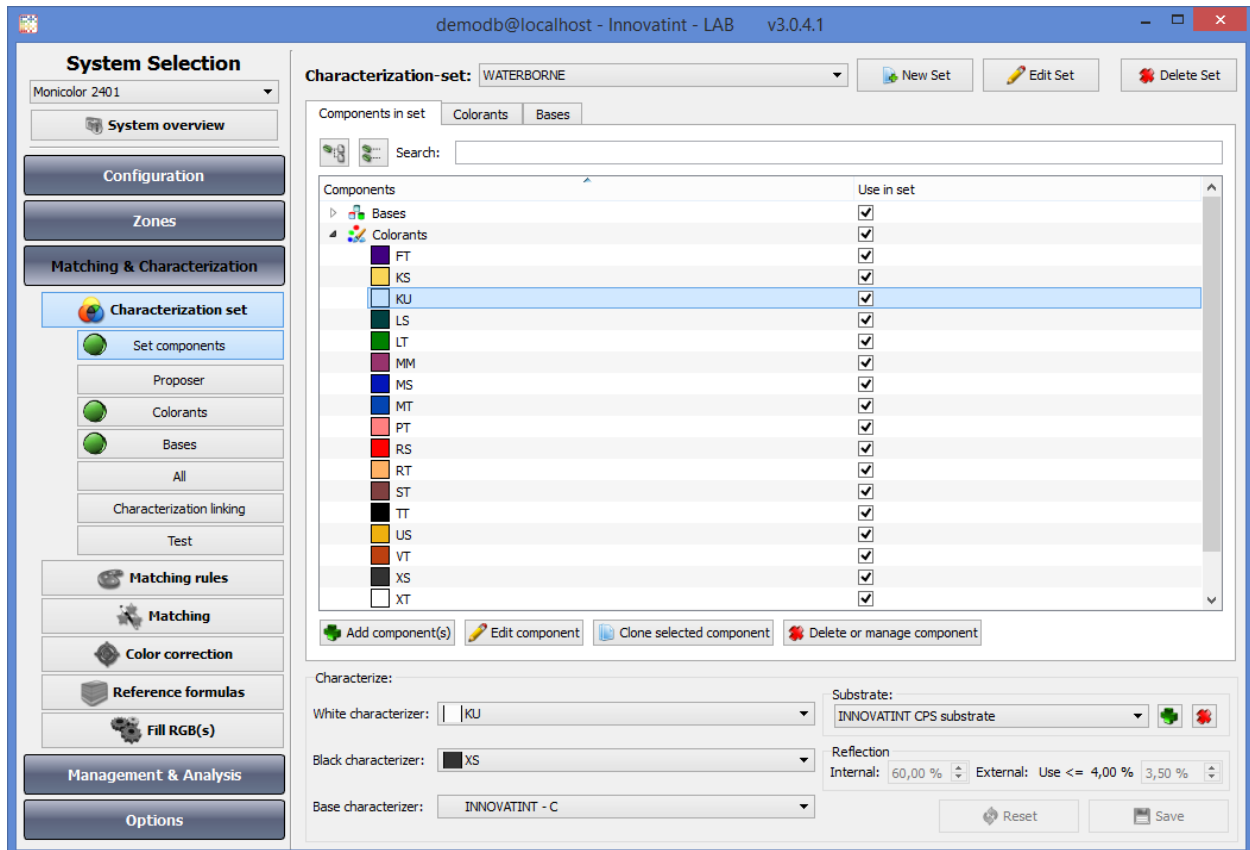 demodb@localhost - Innovatint - LAB v3.0.4.1
System Selection
Monicolor 2401
System overview
Configuration
Zones
Matching & Characterization
Characterization set
Set components
Proposer
Colorants
Bases
All
Characterization linking
Test
Matching rules
Matching
Color correction
Reference formulas
Fill RGB(s)
Management & Analysis
Options
Characterization-set: WATERBORNE
New Set
Edit Set
Delete Set
Components in set Colorants Bases
Search:
Components Use in set
Bases
Colorants
FT
KS
KU
LS
LT
MM
MS
MT
PT
RS
RT
ST
TT
US
VT
XS
XT
Add component(s) Edit component Clone selected component Delete or manage component
Characterize:
White characterizer: KU
Black characterizer: XS
Base characterizer: INNOVATINT - C
Substrate:
INNOVATINT CPS substrate
Reflection
Internal: 60,00 % External: Use <= 4,00 % 3,50 %
Reset Save